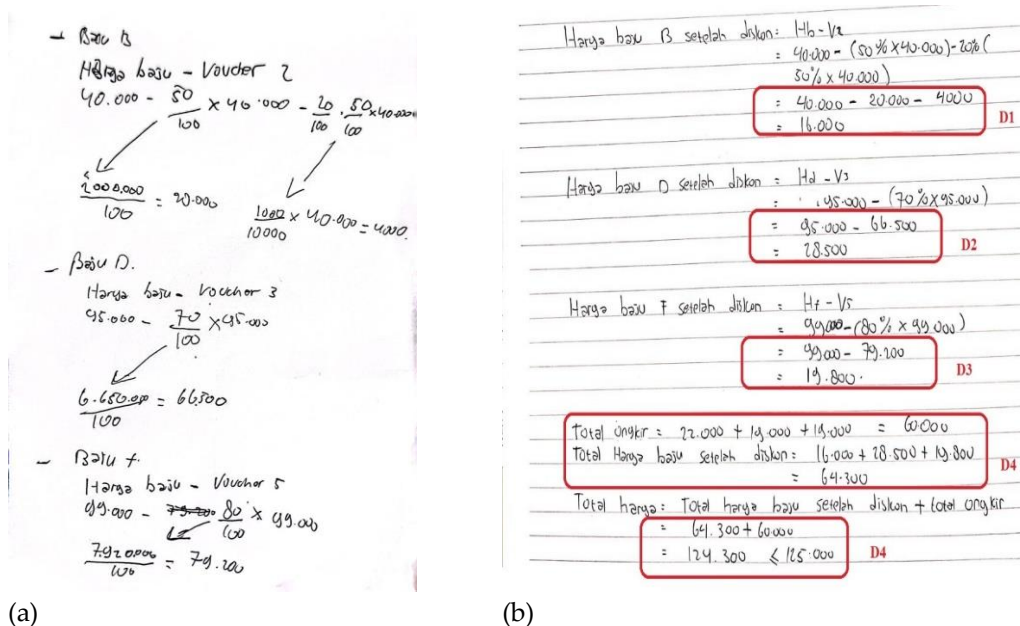 - Baju B
Harga baju - Voucher 2
40.000 - 50/100 × 40.000 - 20/100 . 50/100 × 40.000
2000.000/100 = 20.000
1000/10000 × 40.000 = 4000.
- Baju D.
Harga baju - Vouchor 3
95.000 - 70/100 × 95.000
6.650.00/100 = 66500
- Baju f.
Harga baju - Vouchor 5
99.000 - 80/100 × 99.000
7.920.000/100 = 79.200
(a)
Harga baju B setelah diskon = Hb - V2
= 40.000 - (50% × 40.000) - 20% (
50% × 40.000)
= 40.000 - 20.000 - 4000
= 16.000
D1
Harga baju D setelah diskon = Hd - V3
= 95.000 - (70% × 95.000)
= 95.000 - 66.500
= 28.500
D2
Harga baju F setelah diskon = Hf - V5
= 99.000 - (80% × 99.000)
= 99.000 - 79.200
= 19.800.
D3
Total ongkir = 22.000 + 19.000 + 19.000 = 60.000
Total Harga baju setelah diskon = 16.000 + 28.500 + 19.800
= 64.300
D4
Total harga = Total harga baju setelah diskon + total ongkir
= 64.300 + 60.000
= 124.300 ≤ 125.000
D4
(b)